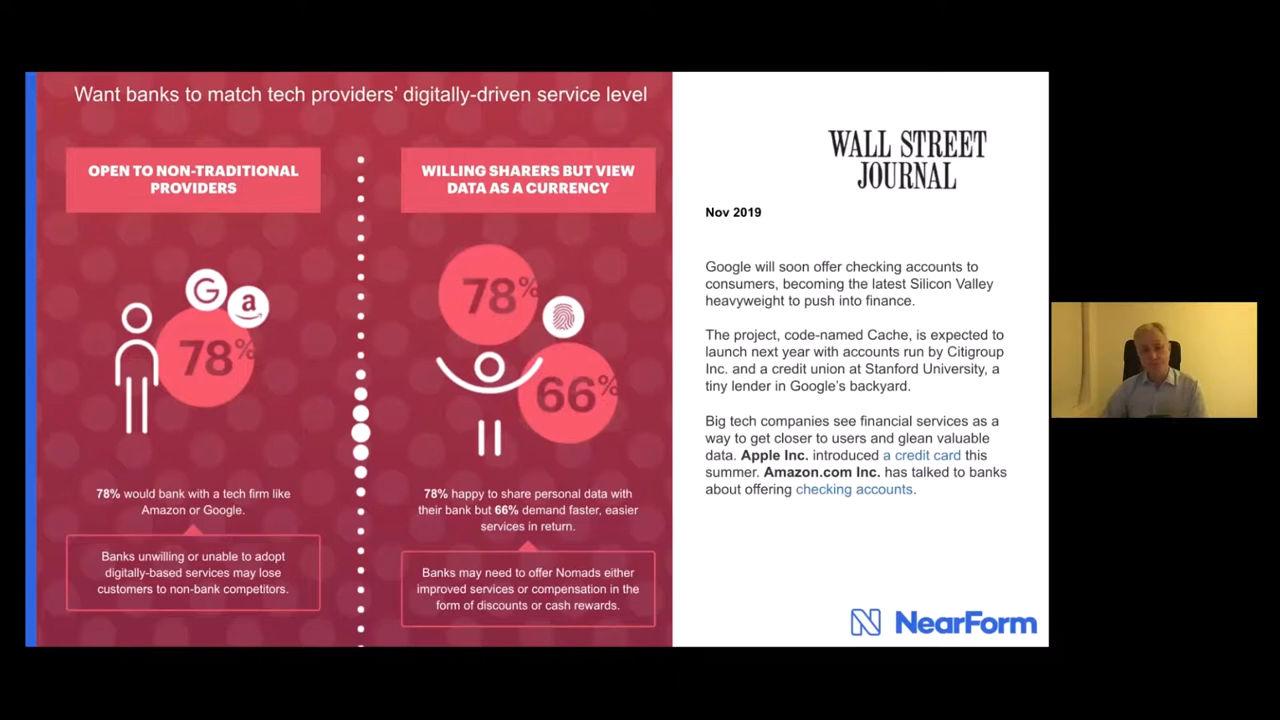 Want banks to match tech providers’ digitally-driven service level
OPEN TO NON-TRADITIONAL
PROVIDERS
G
a
78%
78% would bank with a tech firm like
Amazon or Google.
Banks unwilling or unable to adopt
digitally-based services may lose
customers to non-bank competitors.
WILLING SHARERS BUT VIEW
DATA AS A CURRENCY
78%
66%
78% happy to share personal data with
their bank but 66% demand faster, easier
services in return.
Banks may need to offer Nomads either
improved services or compensation in the
form of discounts or cash rewards.
WALL STREET
JOURNAL
Nov 2019
Google will soon offer checking accounts to
consumers, becoming the latest Silicon Valley
heavyweight to push into finance.
The project, code-named Cache, is expected to
launch next year with accounts run by Citigroup
Inc. and a credit union at Stanford University, a
tiny lender in Google’s backyard.
Big tech companies see financial services as a
way to get closer to users and glean valuable
data. Apple Inc. introduced a credit card this
summer. Amazon.com Inc. has talked to banks
about offering checking accounts.
N NearForm